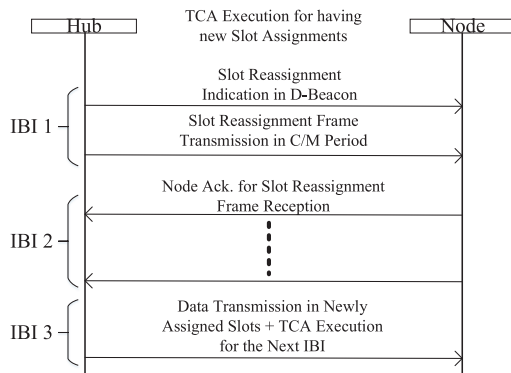 Hub
TCA Execution for having
new Slot Assignments
Node
Slot Reassignment
Indication in D-Beacon
IBI 1
Slot Reassignment Frame
Transmission in C/M Period
Node Ack. for Slot Reassignment
Frame Reception
IBI 2
Data Transmission in Newly
Assigned Slots + TCA Execution
for the Next IBI
IBI 3